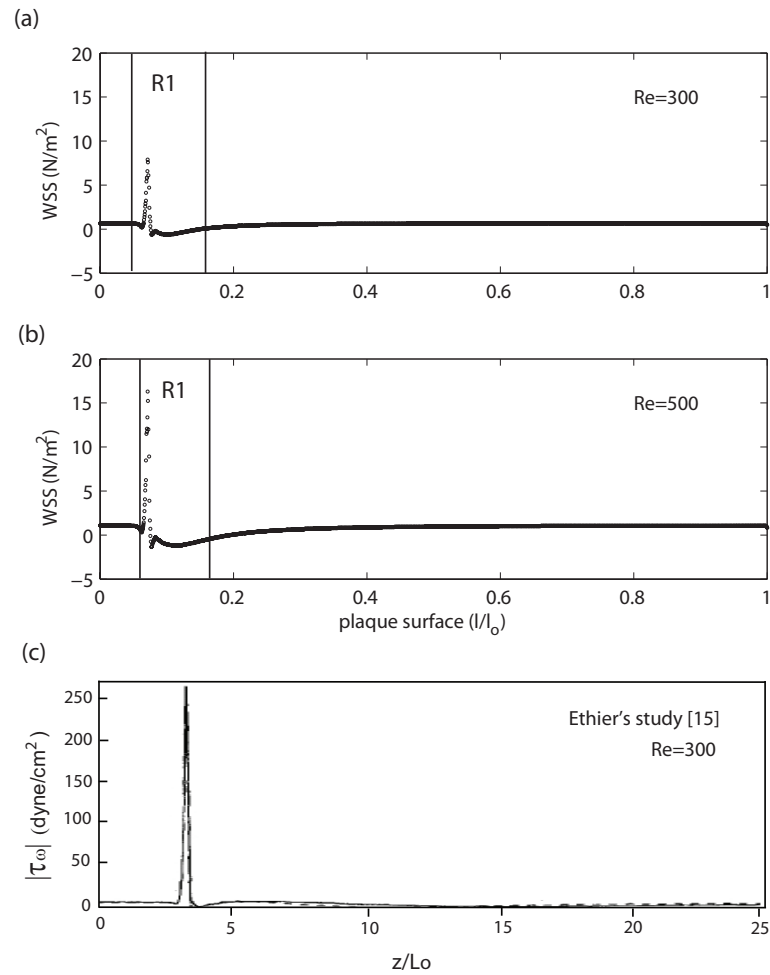 (a)
20
15
10
5
0
−5
WSS (N/m²)
R1
Re=300
0 0.2 0.4 0.6 0.8 1
(b)
20
15
10
5
0
−5
WSS (N/m²)
R1
Re=500
0 0.2 0.4 0.6 0.8 1
plaque surface (l/lₒ)
(c)
250
200
150
100
50
0
|τω| (dyne/cm²)
Ethier's study [15]
Re=300
0 5 10 15 20 25
z/Lo